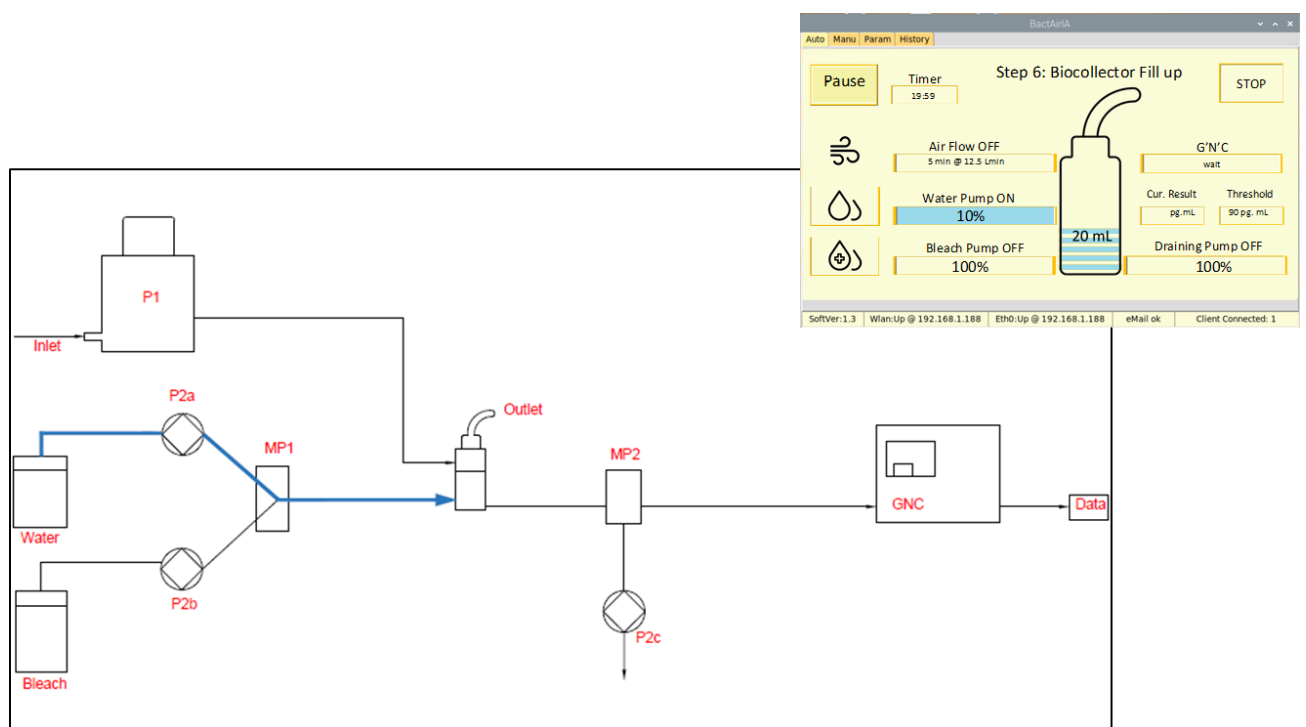 BactAirIA
Auto Manu Param History
Pause
Timer
19:59
Step 6: Biocollector Fill up
STOP
Air Flow OFF
5 min @ 12.5 Lmin
G'N'C
wait
Water Pump ON
10%
Cur. Result
pg.mL
Threshold
90 pg. mL
20 mL
Bleach Pump OFF
100%
Draining Pump OFF
100%
SoftVer:1.3 Wlan:Up @ 192.168.1.188 Eth0:Up @ 192.168.1.188 eMail ok Client Connected: 1
P1
Inlet
P2a
Outlet
MP1
MP2
GNC
Data
Water
P2b
P2c
Bleach